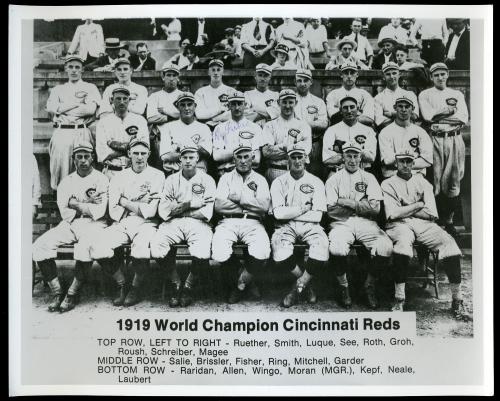 1919 World Champion Cincinnati Reds
TOP ROW, LEFT TO RIGHT - Ruether, Smith, Luque, See, Roth, Groh,
Roush, Schreiber, Magee
MIDDLE ROW - Salie, Brissler, Fisher, Ring, Mitchell, Garder
BOTTOM ROW - Raridan, Allen, Wingo, Moran (MGR.), Kepf, Neale,
Laubert